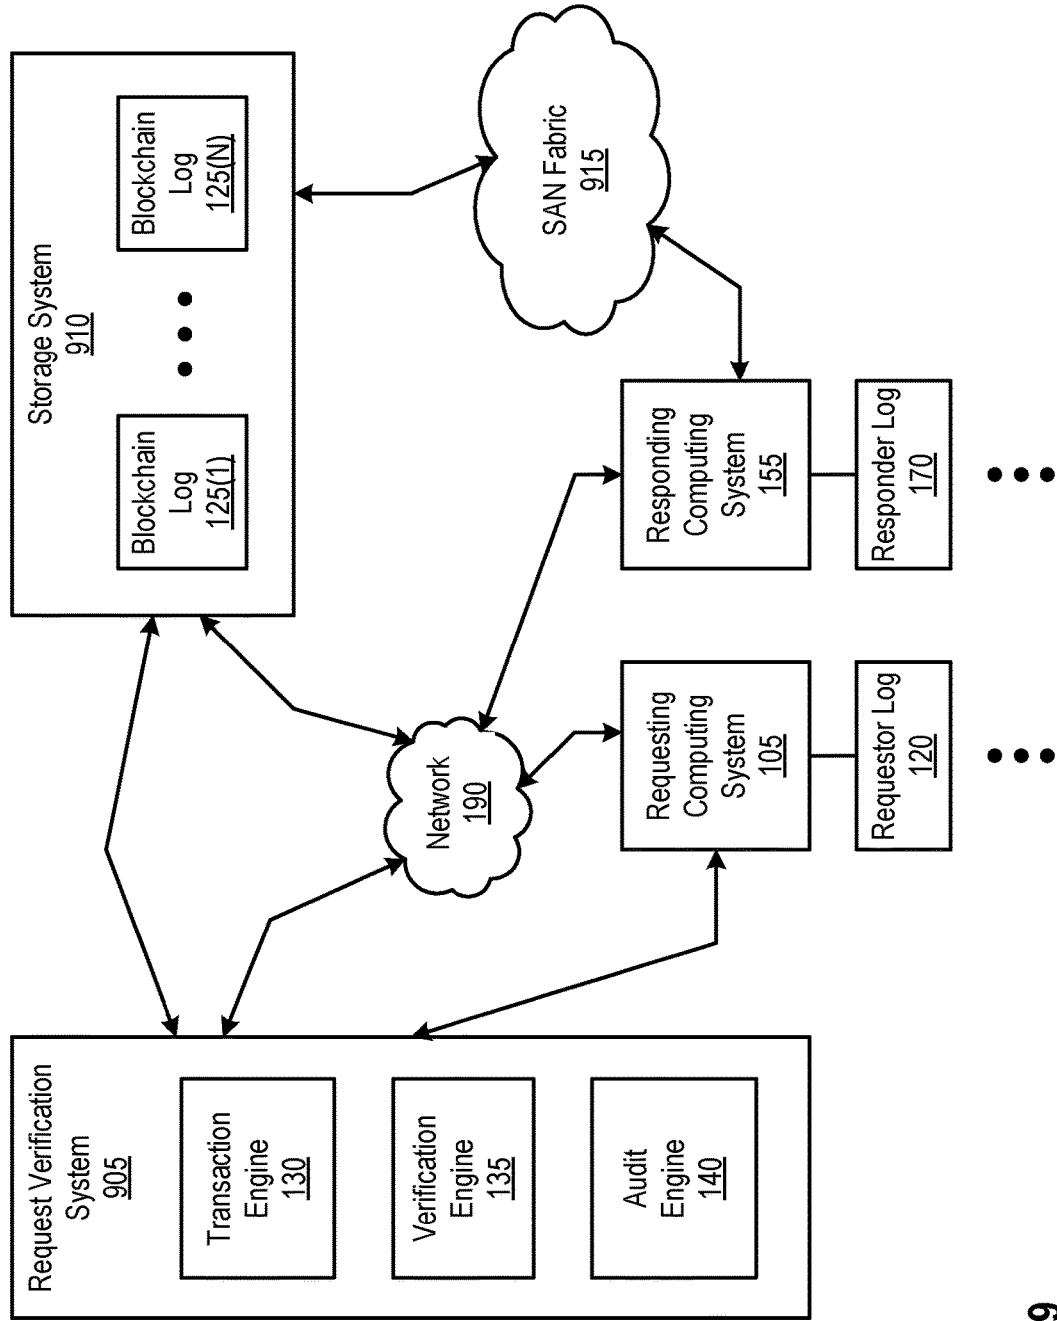 Request Verification
System
905
Transaction
Engine
130
Verification
Engine
135
Audit
Engine
140
Storage System
910
Blockchain
Log
125(1)
Blockchain
Log
125(N)
Network
190
SAN Fabric
915
Requesting
Computing
System
105
Requestor Log
120
Responding
Computing
System
155
Responder Log
170
9